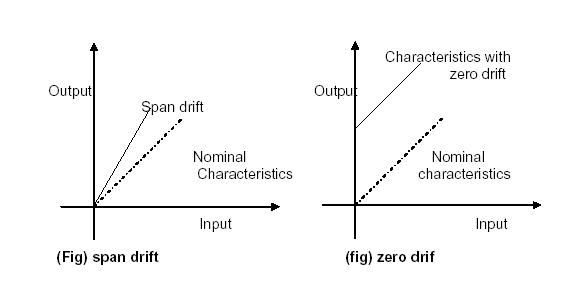 Output
Span drift
Nominal
Characteristics
Input
(Fig) span drift
Characteristics with
zero drift
Output
Nominal
characteristics
Input
(fig) zero drif